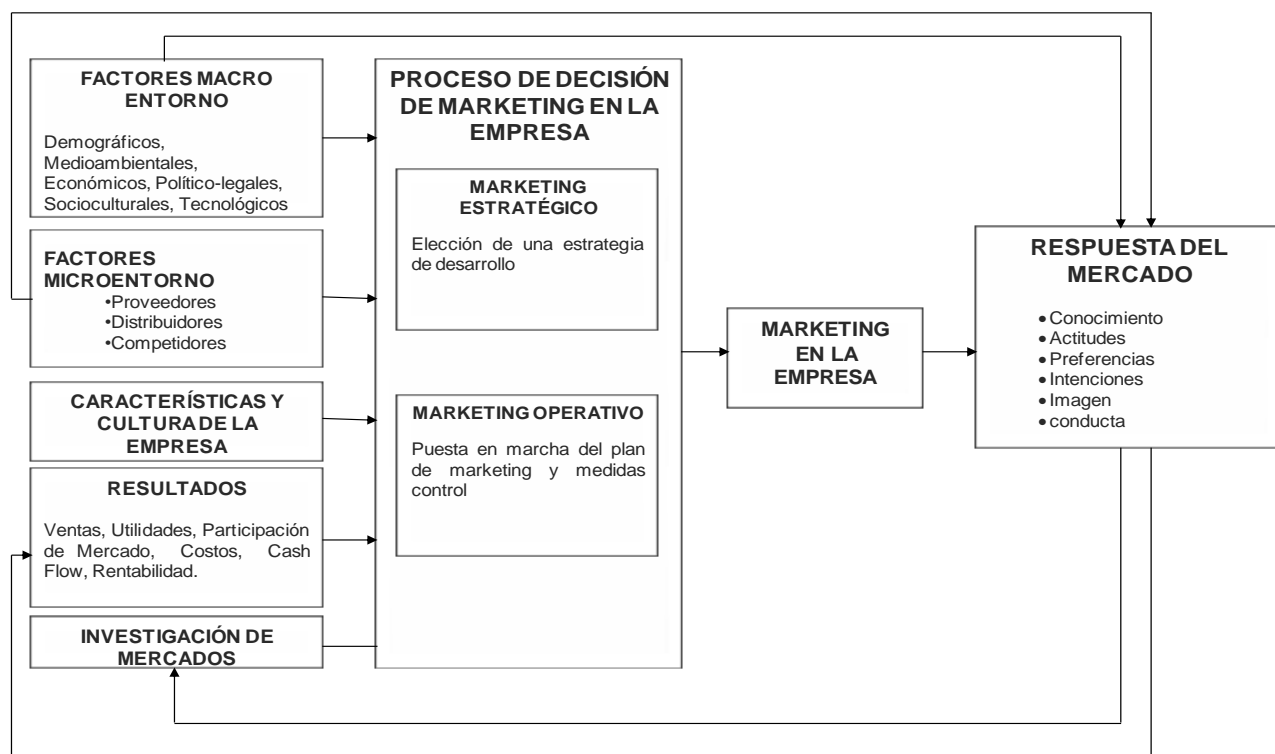 FACTORES MACRO
ENTORNO
Demográficos,
Medioambientales,
Económicos, Político-legales,
Socioculturales, Tecnológicos
FACTORES
MICROENTORNO
•Proveedores
•Distribuidores
•Competidores
CARACTERÍSTICAS Y
CULTURA DE LA
EMPRESA
RESULTADOS
Ventas, Utilidades, Participación
de Mercado, Costos, Cash
Flow, Rentabilidad.
INVESTIGACIÓN DE
MERCADOS
PROCESO DE DECISIÓN
DE MARKETING EN LA
EMPRESA
MARKETING
ESTRATÉGICO
Elección de una estrategia
de desarrollo
MARKETING OPERATIVO
Puesta en marcha del plan
de marketing y medidas
control
MARKETING
EN LA
EMPRESA
RESPUESTA DEL
MERCADO
• Conocimiento
• Actitudes
• Preferencias
• Intenciones
• Imagen
• conducta